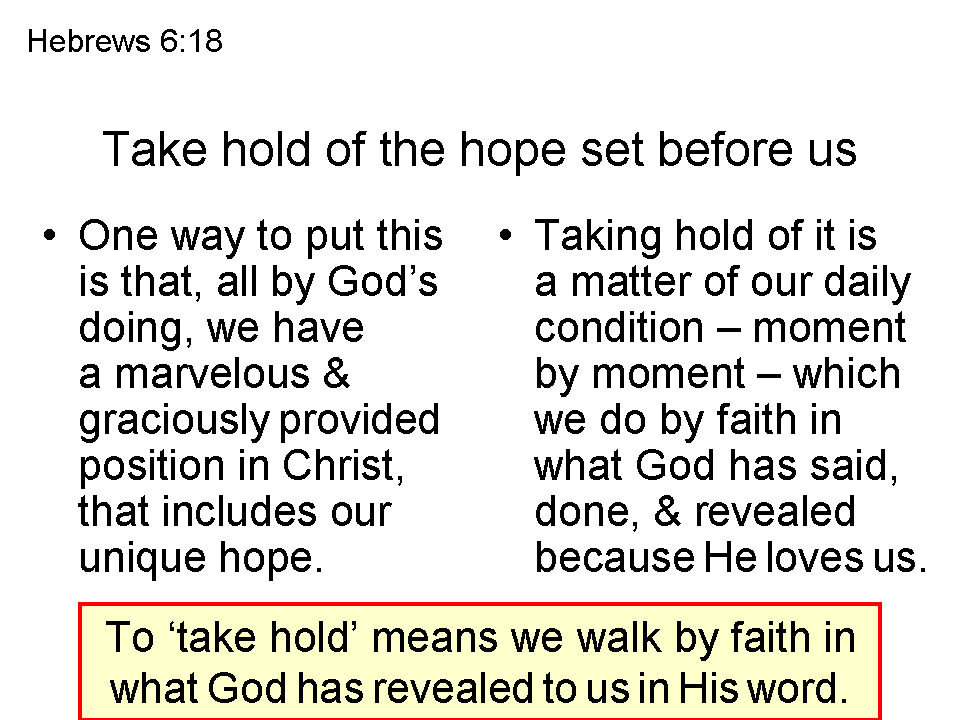 Hebrews 6:18
Take hold of the hope set before us
• One way to put this
is that, all by God’s
doing, we have
a marvelous &
graciously provided
position in Christ,
that includes our
unique hope.
• Taking hold of it is
a matter of our daily
condition – moment
by moment – which
we do by faith in
what God has said,
done, & revealed
because He loves us.
To ‘take hold’ means we walk by faith in
what God has revealed to us in His word.